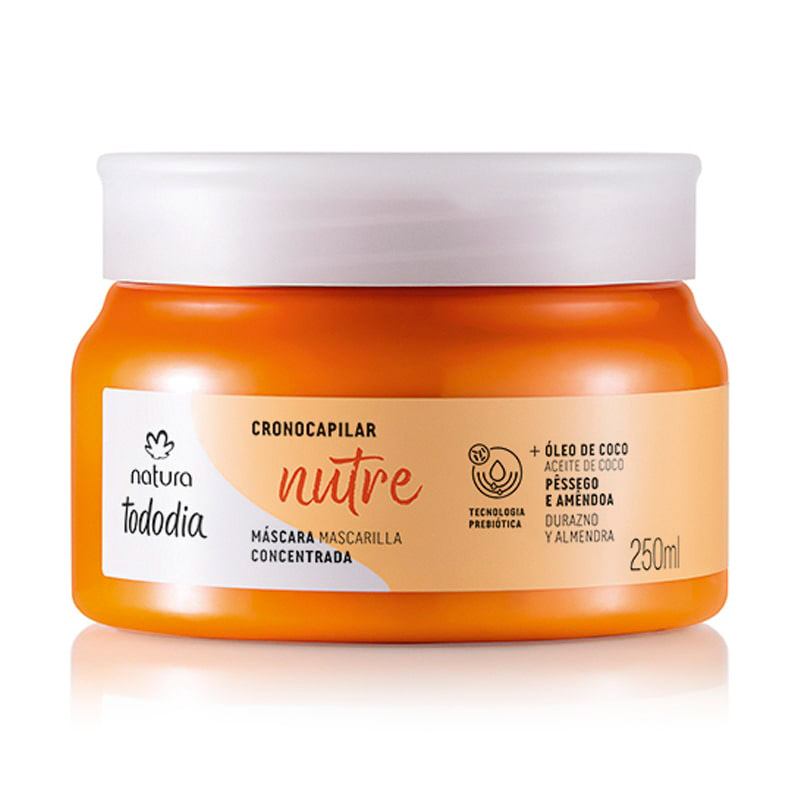 natura
tododia
CRONOCAPILAR
nutre
MÁSCARA MASCARILLA
CONCENTRADA
TECNOLOGIA
PREBIÓTICA
+ ÓLEO DE COCO
ACEITE DE COCO
PÊSSEGO
E AMÊNDOA
DURAZNO
Y ALMENDRA
250ml